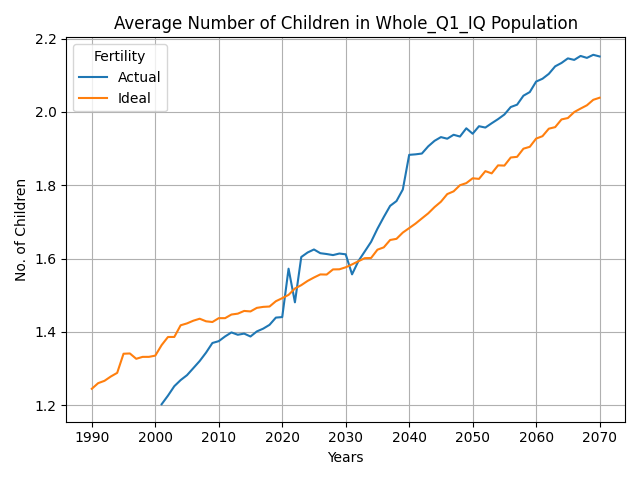 Average Number of Children in Whole_Q1_IQ Population
Fertility
Actual
Ideal
No. of Children
2.2
2.0
1.8
1.6
1.4
1.2
1990 2000 2010 2020 2030 2040 2050 2060 2070
Years